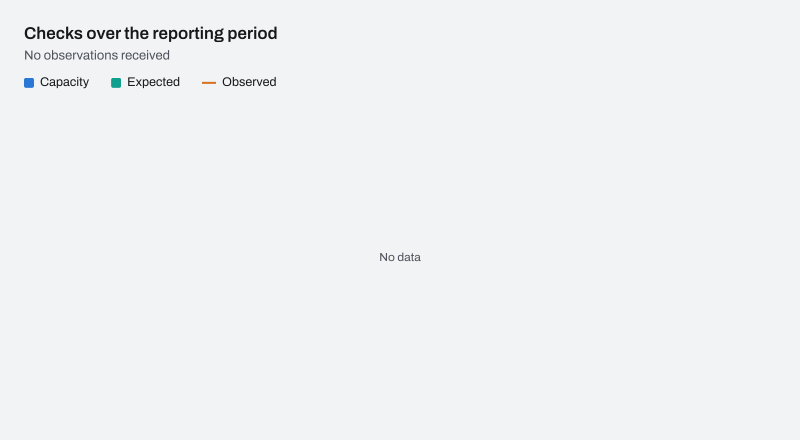 Checks over the reporting period
No observations received
Capacity Expected Observed
No data